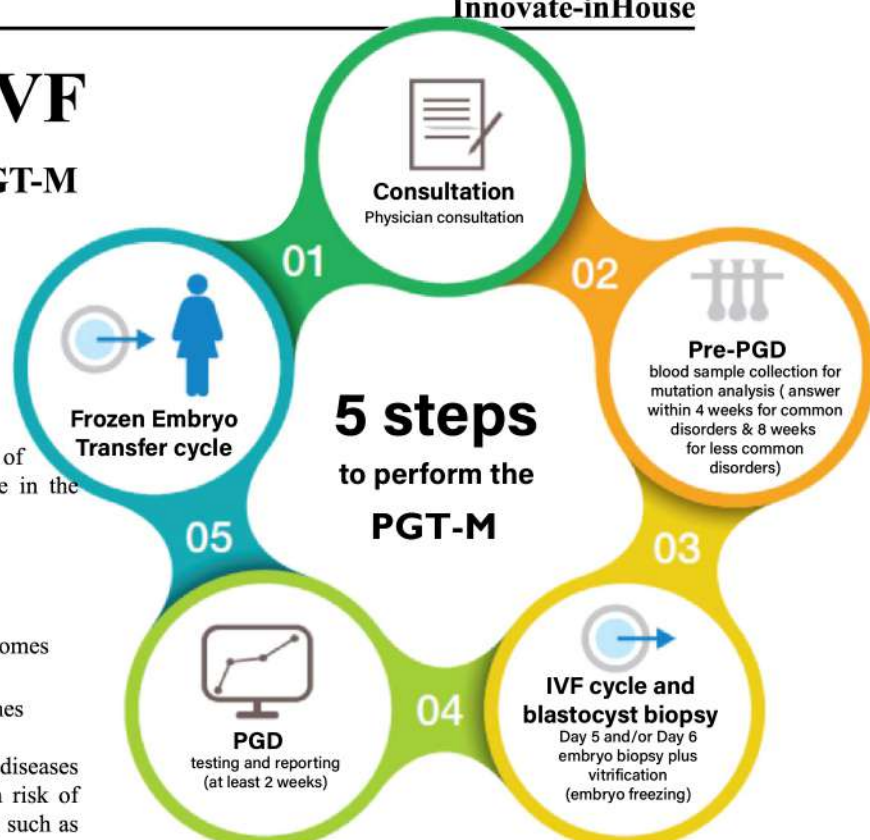 Innovate-inHouse
VF
GT-M
of
e in the
omes
nes
diseases
risk of
such as
5 steps
to perform the
PGT-M
01
Consultation
Physician consultation
02
Pre-PGD
blood sample collection for
mutation analysis ( answer
within 4 weeks for common
disorders & 8 weeks
for less common
disorders)
03
IVF cycle and
blastocyst biopsy
Day 5 and/or Day 6
embryo biopsy plus
vitrification
(embryo freezing)
04
PGD
testing and reporting
(at least 2 weeks)
05
Frozen Embryo
Transfer cycle